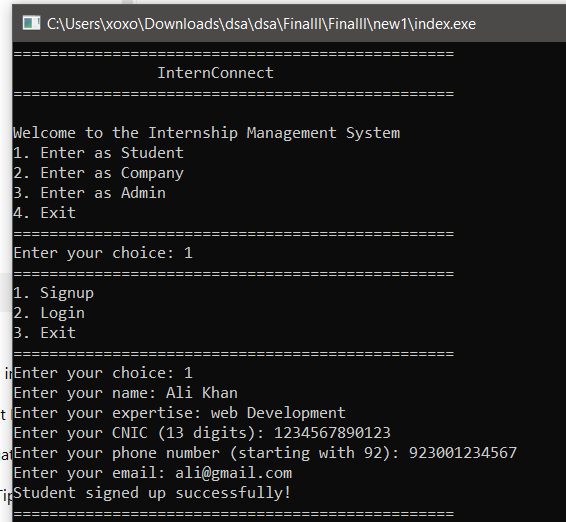 C:\Users\xoxo\Downloads\dsa\dsa\FinalIII\FinalIII\new1\index.exe
=================================================
InternConnect
=================================================
Welcome to the Internship Management System
1. Enter as Student
2. Enter as Company
3. Enter as Admin
4. Exit
=================================================
Enter your choice: 1
=================================================
1. Signup
2. Login
3. Exit
=================================================
Enter your choice: 1
Enter your name: Ali Khan
Enter your expertise: web Development
Enter your CNIC (13 digits): 1234567890123
Enter your phone number (starting with 92): 923001234567
Enter your email: ali@gmail.com
Student signed up successfully!
=================================================